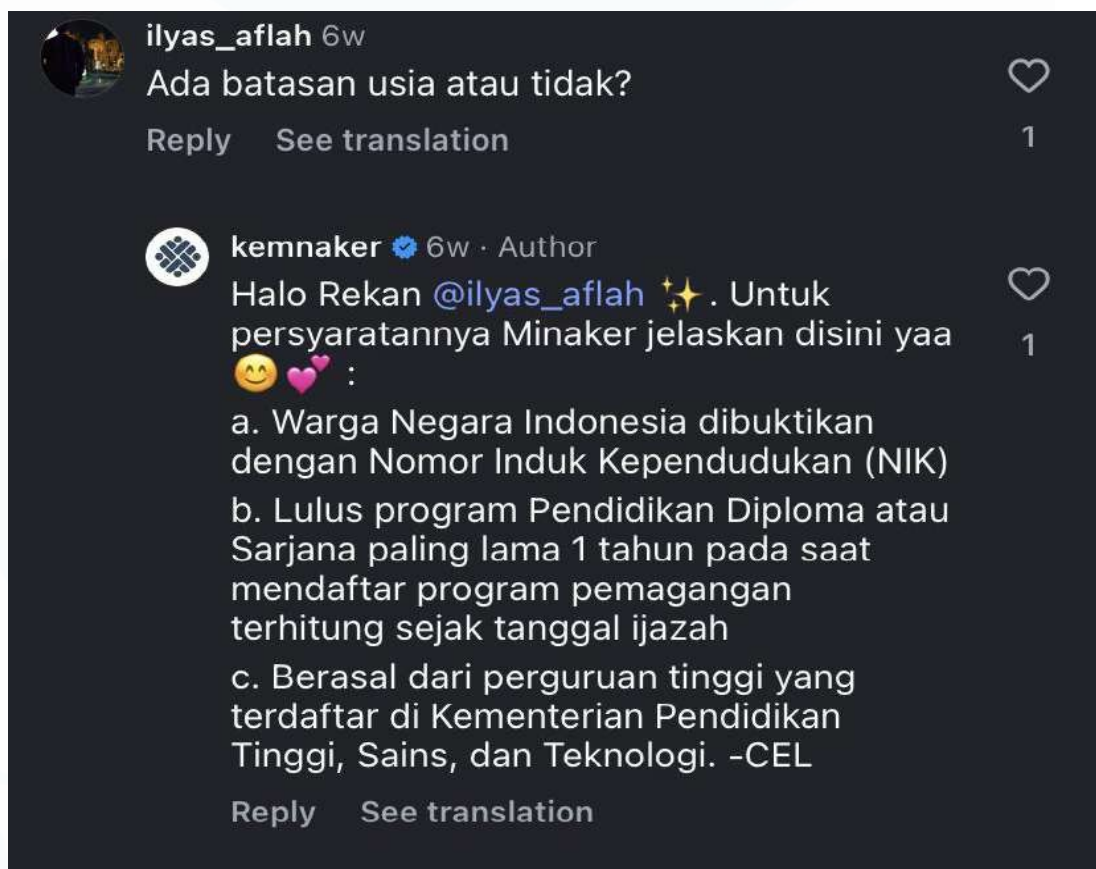 ilyas_aflah 6w
Ada batasan usia atau tidak?
Reply See translation
1
kemnaker 6w · Author
Halo Rekan @ilyas_aflah ✨. Untuk
persyaratannya Minaker jelaskan disini yaa
😊💕 :
a. Warga Negara Indonesia dibuktikan
dengan Nomor Induk Kependudukan (NIK)
b. Lulus program Pendidikan Diploma atau
Sarjana paling lama 1 tahun pada saat
mendaftar program pemagangan
terhitung sejak tanggal ijazah
c. Berasal dari perguruan tinggi yang
terdaftar di Kementerian Pendidikan
Tinggi, Sains, dan Teknologi. -CEL
1
Reply See translation